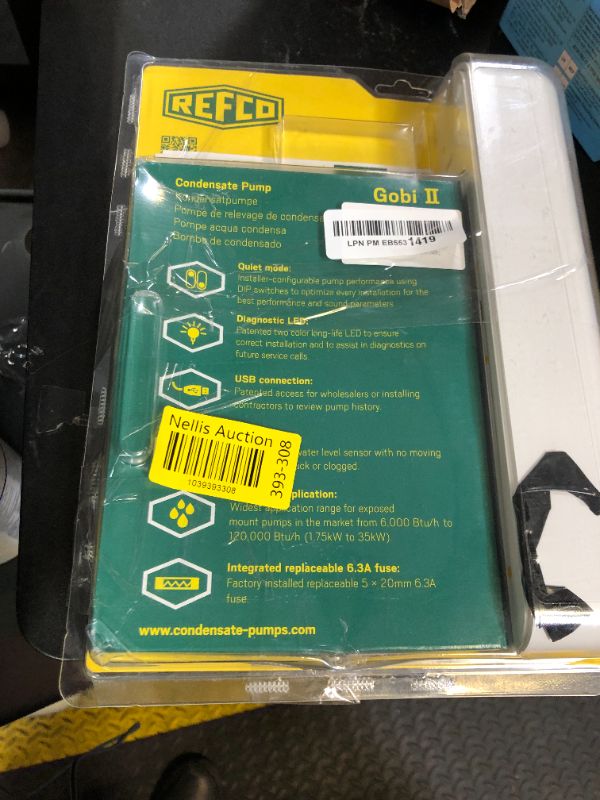 REFCO
Condensate Pump
Gobi II
Kondensatpumpe
Pompe de relevage de condensa
Pompe acqua condensa
Bomba de condensado
LPN PM EB5531419
Quiet mode:
Installer-configurable pump performance using
DIP switches to optimize every installation for the
best performance and sound parameters
Diagnostic LED:
Patented two color long-life LED to ensure
correct installation and to assist in diagnostics on
future service calls.
USB connection:
Patented access for wholesalers or installing
contractors to review pump history.
Nellis Auction
1039393308
393-308
water level sensor with no moving
uck or clogged.
plication:
Widest application range for exposed
mount pumps in the market from 6,000 Btu/h to
120,000 Btu/h (1.75kW to 35kW)
Integrated replaceable 6.3A fuse:
Factory installed replaceable 5 × 20mm 6.3A
fuse.
www.condensate-pumps.com